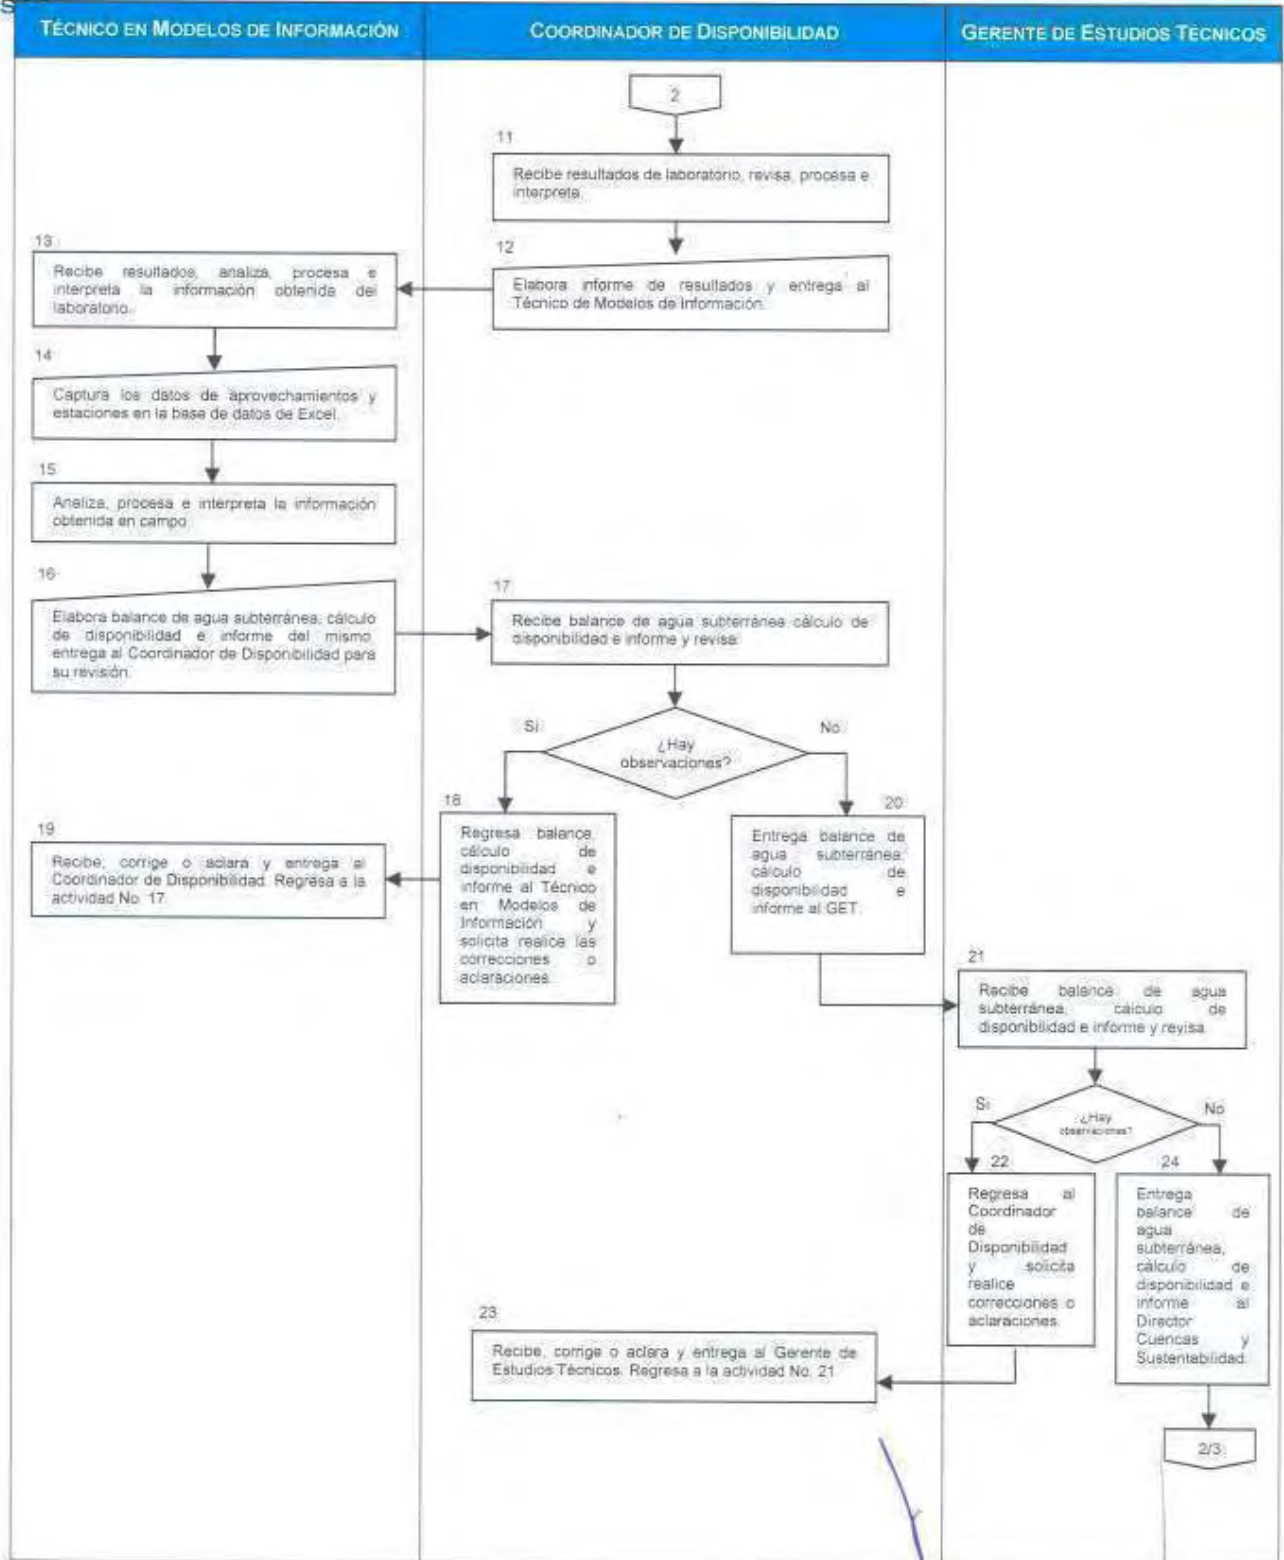 TÉCNICO EN MODELOS DE INFORMACIÓN
COORDINADOR DE DISPONIBILIDAD
GERENTE DE ESTUDIOS TÉCNICOS
2
11
Recibe resultados de laboratorio, revisa, procesa e
interpreta.
12
Elabora informe de resultados y entrega al
Técnico de Modelos de Información.
13
Recibe resultados, analiza, procesa e
interpreta la información obtenida del
laboratorio.
14
Captura los datos de aprovechamientos y
estaciones en la base de datos de Excel.
15
Analiza, procesa e interpreta la información
obtenida en campo
16
Elabora balance de agua subterránea, cálculo
de disponibilidad e informe del mismo,
entrega al Coordinador de Disponibilidad para
su revisión.
17
Recibe balance de agua subterránea cálculo de
disponibilidad e informe y revisa.
¿Hay
observaciones?
Si
No
18
Regresa balance,
cálculo de
disponibilidad e
informe al Técnico
en Modelos de
Información y
solicita realice las
correcciones o
aclaraciones.
19
Recibe, corrige o aclara y entrega al
Coordinador de Disponibilidad. Regresa a la
actividad No. 17
20
Entrega balance de
agua subterránea,
cálculo de
disponibilidad e
informe al GET.
21
Recibe balance de agua
subterránea, calculo de
disponibilidad e informe y revisa
¿Hay
observaciones?
Si
No
22
Regresa al
Coordinador
de
Disponibilidad
y solicita
realice
correcciones o
aclaraciones.
23
Recibe, corrige o aclara y entrega al Gerente de
Estudios Técnicos. Regresa a la actividad No. 21
24
Entrega
balance de
agua
subterránea,
cálculo de
disponibilidad e
informe al
Director
Cuencas y
Sustentabilidad.
2/3